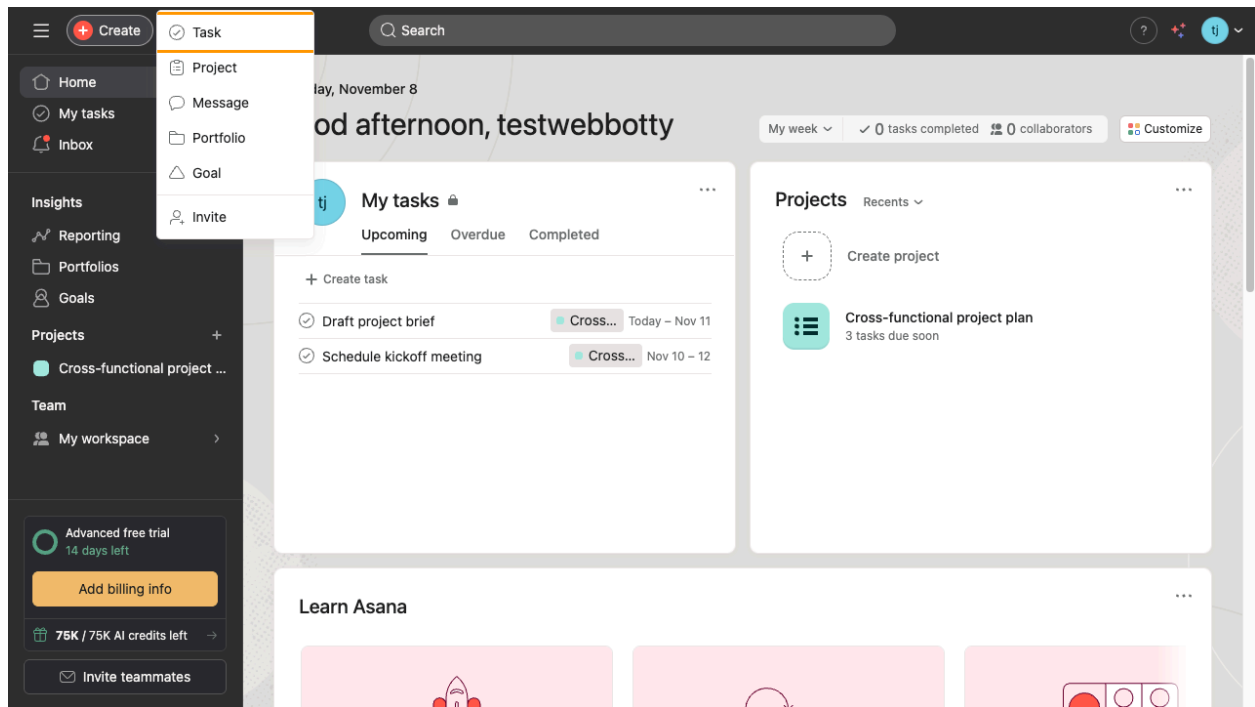 Create
Task
Project
Message
Portfolio
Goal
Invite
Search
?
tj
Home
My tasks
Inbox
Insights
Reporting
Portfolios
Goals
Projects +
Cross-functional project ...
Team
My workspace
Advanced free trial
14 days left
Add billing info
75K / 75K AI credits left →
Invite teammates
November 8
afternoon, testwebbotty
My week
0 tasks completed
0 collaborators
Customize
tj
My tasks
Upcoming Overdue Completed
+ Create task
Draft project brief Cross... Today – Nov 11
Schedule kickoff meeting Cross... Nov 10 – 12
Projects Recents
+ Create project
Cross-functional project plan
3 tasks due soon
Learn Asana